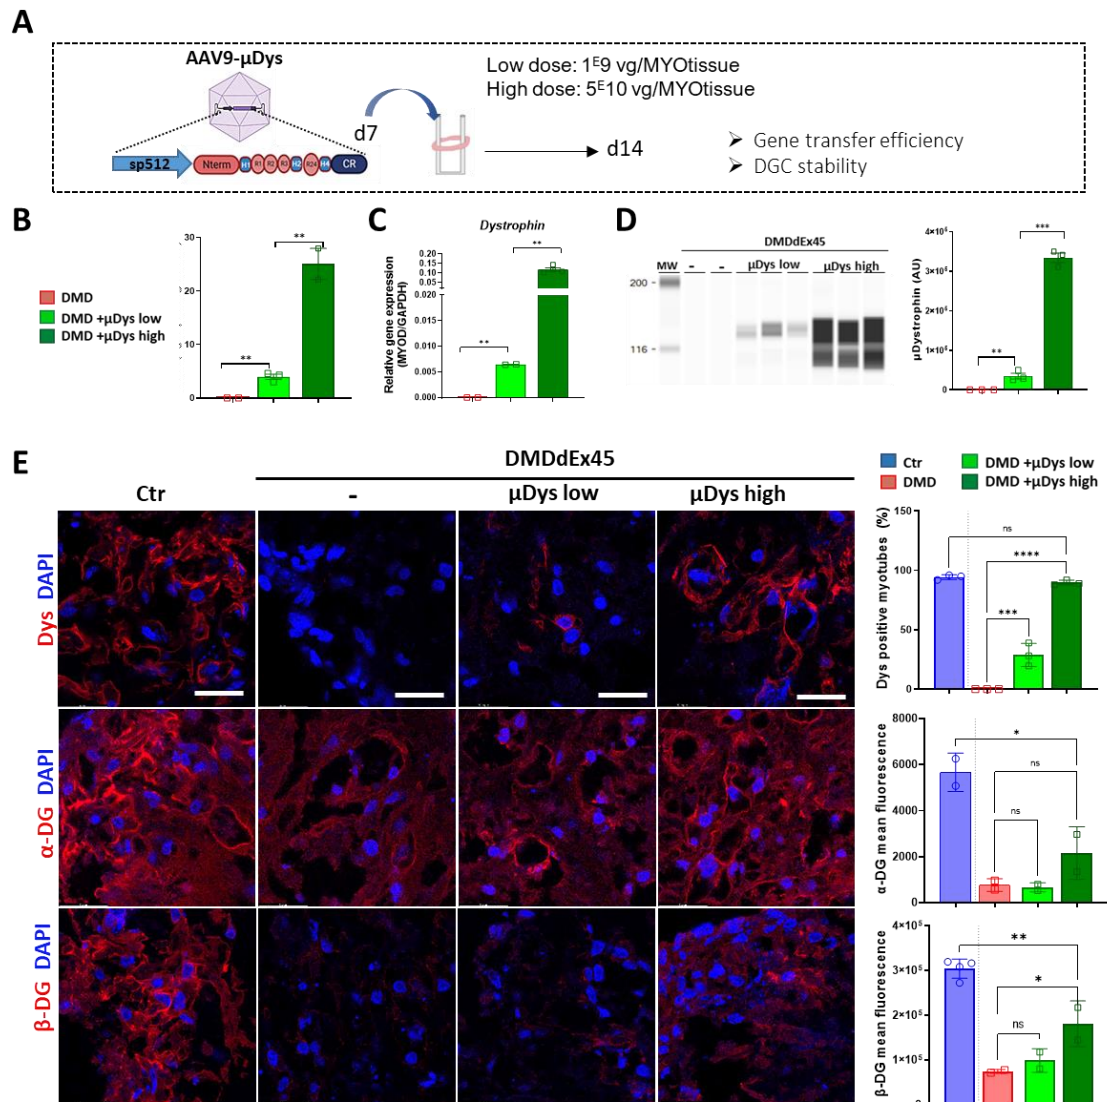 A
AAV9-µDys
sp512
Nterm
H1
R1
R2
R3
H2
R24
H4
CR
d7
Low dose: 1ᴱ9 vg/MYOtissue
High dose: 5ᴱ10 vg/MYOtissue
d14
➢ Gene transfer efficiency
➢ DGC stability
B
DMD
DMD +µDys low
DMD +µDys high
30
20
10
0
**
**
C
Dystrophin
Relative gene expression
(MYOD/GAPDH)
0.20
0.15
0.10
0.05
0.020
0.015
0.010
0.005
0.000
**
**
D
DMDdEx45
MW
-
-
µDys low
µDys high
200
116
µDystrophin (AU)
4×10⁶
3×10⁶
2×10⁶
1×10⁶
0
**
***
E
DMDdEx45
Ctr
-
µDys low
µDys high
Dys DAPI
α-DG DAPI
β-DG DAPI
Ctr
DMD
DMD +µDys low
DMD +µDys high
Dys positive myotubes (%)
150
100
50
0
ns
****
***
α-DG mean fluorescence
8000
6000
4000
2000
0
*
ns
ns
β-DG mean fluorescence
4×10⁵
3×10⁵
2×10⁵
1×10⁵
**
*
ns